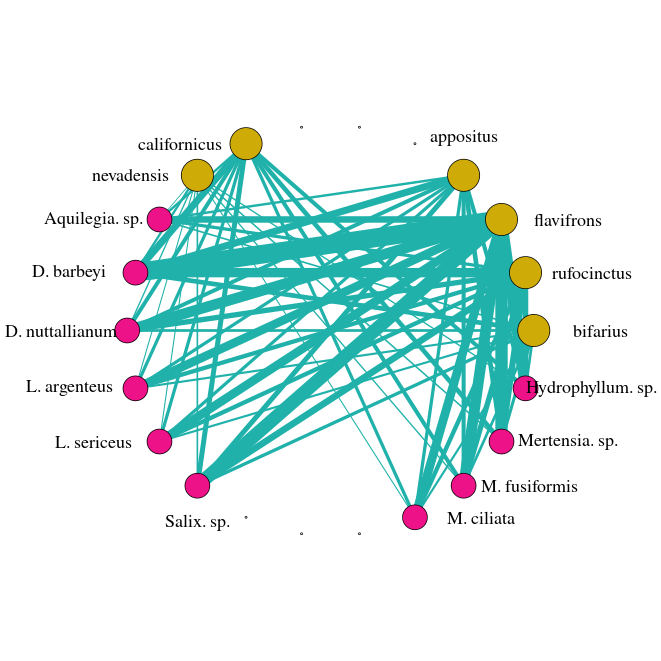 californicus
appositus
nevadensis
Aquilegia. sp.
flavifrons
D. barbeyi
rufocinctus
D. nuttallianum
bifarius
L. argenteus
Hydrophyllum. sp.
L. sericeus
Mertensia. sp.
M. fusiformis
Salix. sp.
M. ciliata